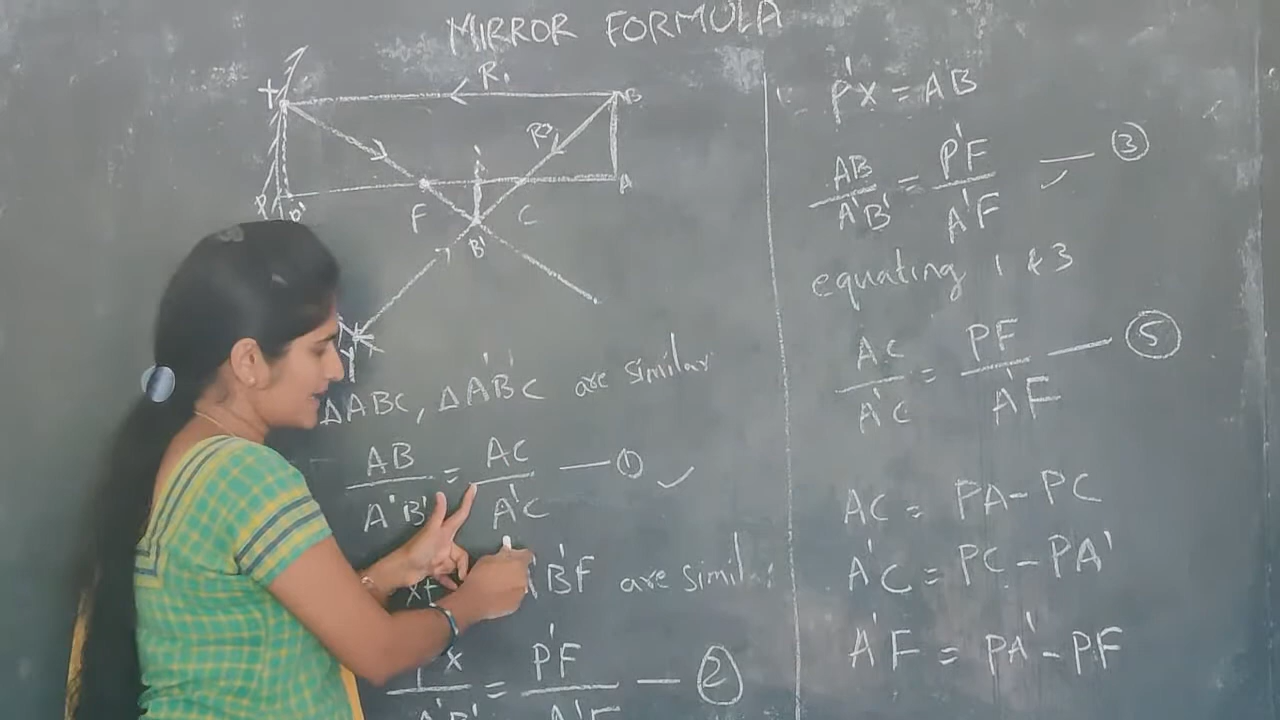 MIRROR FORMULA
X
R₁
B
R₂
A
P
P'
F
C
B'
Y
ΔABC, ΔA'B'C are similar
AB/A'B' = AC/A'C — ①
A'B'F are similar
X/A'B' = P'F/A'F — ②
P'X = AB
AB/A'B' = P'F/A'F — ③
equating 1 & 3
AC/A'C = PF/A'F — ⑤
AC = PA - PC
A'C = PC - PA'
A'F = PA' - PF